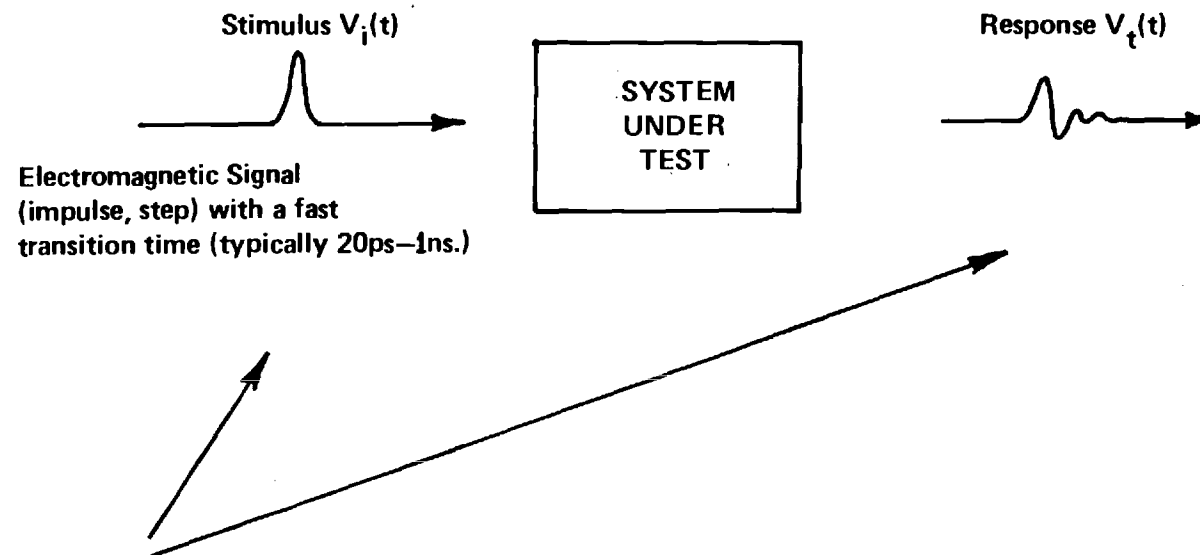 Stimulus V_i(t)
Response V_t(t)
SYSTEM
UNDER
TEST
Electromagnetic Signal
(impulse, step) with a fast
transition time (typically 20ps—1ns.)